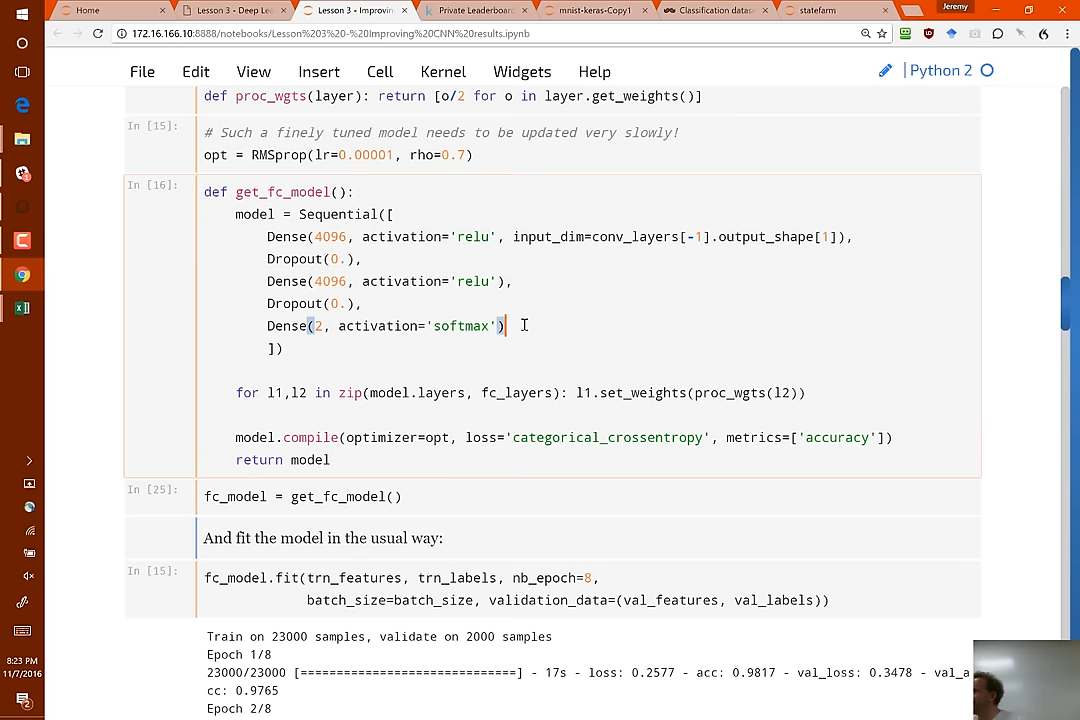 Home
Lesson 3 - Deep Le
Lesson 3 - Improvin
Private Leaderboard
mnist-keras-Copy1
Classification datas
statefarm
Jeremy
172.16.166.10:8888/notebooks/Lesson%203%20-%20Improving%20CNN%20results.ipynb
File Edit View Insert Cell Kernel Widgets Help Python 2
def proc_wgts(layer): return [o/2 for o in layer.get_weights()]
In [15]:
# Such a finely tuned model needs to be updated very slowly!
opt = RMSprop(lr=0.00001, rho=0.7)
In [16]:
def get_fc_model():
model = Sequential([
Dense(4096, activation='relu', input_dim=conv_layers[-1].output_shape[1]),
Dropout(0.),
Dense(4096, activation='relu'),
Dropout(0.),
Dense(2, activation='softmax')
])
for l1,l2 in zip(model.layers, fc_layers): l1.set_weights(proc_wgts(l2))
model.compile(optimizer=opt, loss='categorical_crossentropy', metrics=['accuracy'])
return model
In [25]:
fc_model = get_fc_model()
And fit the model in the usual way:
In [15]:
fc_model.fit(trn_features, trn_labels, nb_epoch=8,
batch_size=batch_size, validation_data=(val_features, val_labels))
Train on 23000 samples, validate on 2000 samples
Epoch 1/8
23000/23000 [==============================] - 17s - loss: 0.2577 - acc: 0.9817 - val_loss: 0.3478 - val_a
cc: 0.9765
Epoch 2/8
8:23 PM
11/7/2016